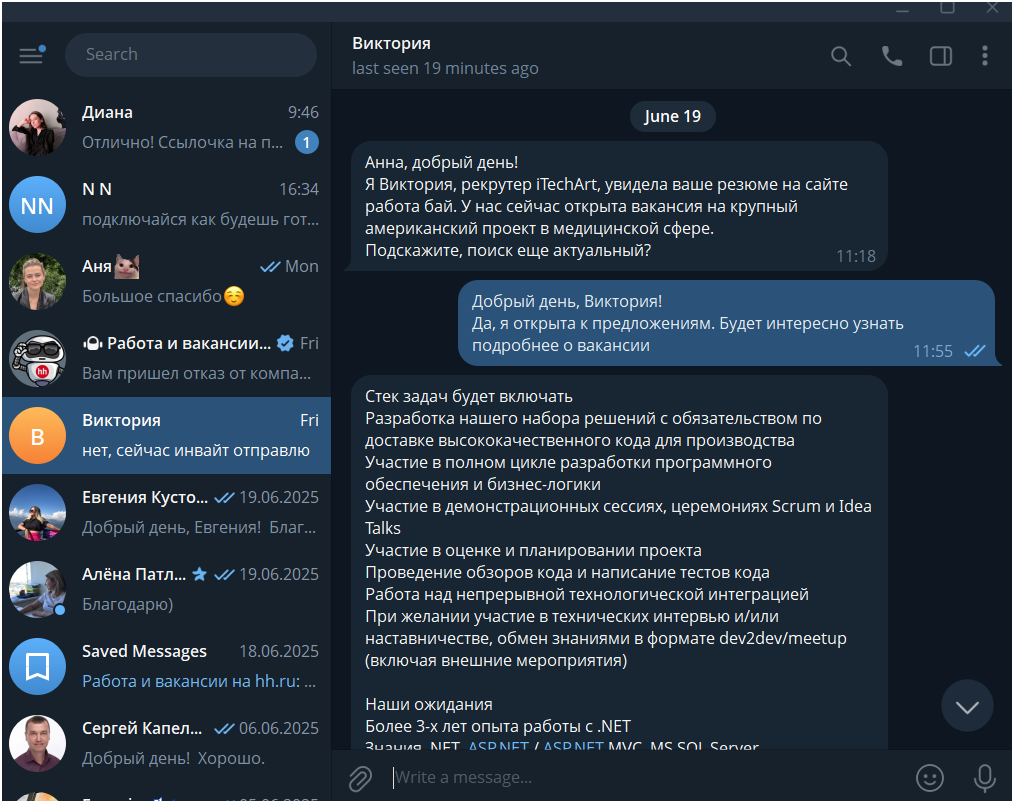 Search
Диана
9:46
Отлично! Ссылочка на п...
1
NN
N N
16:34
подключайся как будешь гот...
Аня
Mon
Большое спасибо
hh
Работа и вакансии...
Fri
Вам пришел отказ от компа...
В
Виктория
Fri
нет, сейчас инвайт отправлю
Евгения Кусто...
19.06.2025
Добрый день, Евгения! Благ...
Алёна Патл...
19.06.2025
Благодарю)
Saved Messages
18.06.2025
Работа и вакансии на hh.ru: ...
Сергей Капел...
06.06.2025
Добрый день! Хорошо.
Виктория
last seen 19 minutes ago
June 19
Анна, добрый день!
Я Виктория, рекрутер iTechArt, увидела ваше резюме на сайте
работа бай. У нас сейчас открыта вакансия на крупный
американский проект в медицинской сфере.
Подскажите, поиск еще актуальный?
11:18
Добрый день, Виктория!
Да, я открыта к предложениям. Будет интересно узнать
подробнее о вакансии
11:55
Стек задач будет включать
Разработка нашего набора решений с обязательством по
доставке высококачественного кода для производства
Участие в полном цикле разработки программного
обеспечения и бизнес-логики
Участие в демонстрационных сессиях, церемониях Scrum и Idea
Talks
Участие в оценке и планировании проекта
Проведение обзоров кода и написание тестов кода
Работа над непрерывной технологической интеграцией
При желании участие в технических интервью и/или
наставничестве, обмен знаниями в формате dev2dev/meetup
(включая внешние мероприятия)
Наши ожидания
Более 3-х лет опыта работы с .NET
Знания .NET, ASP.NET / ASP.NET MVC, MS SQL Server
Write a message...